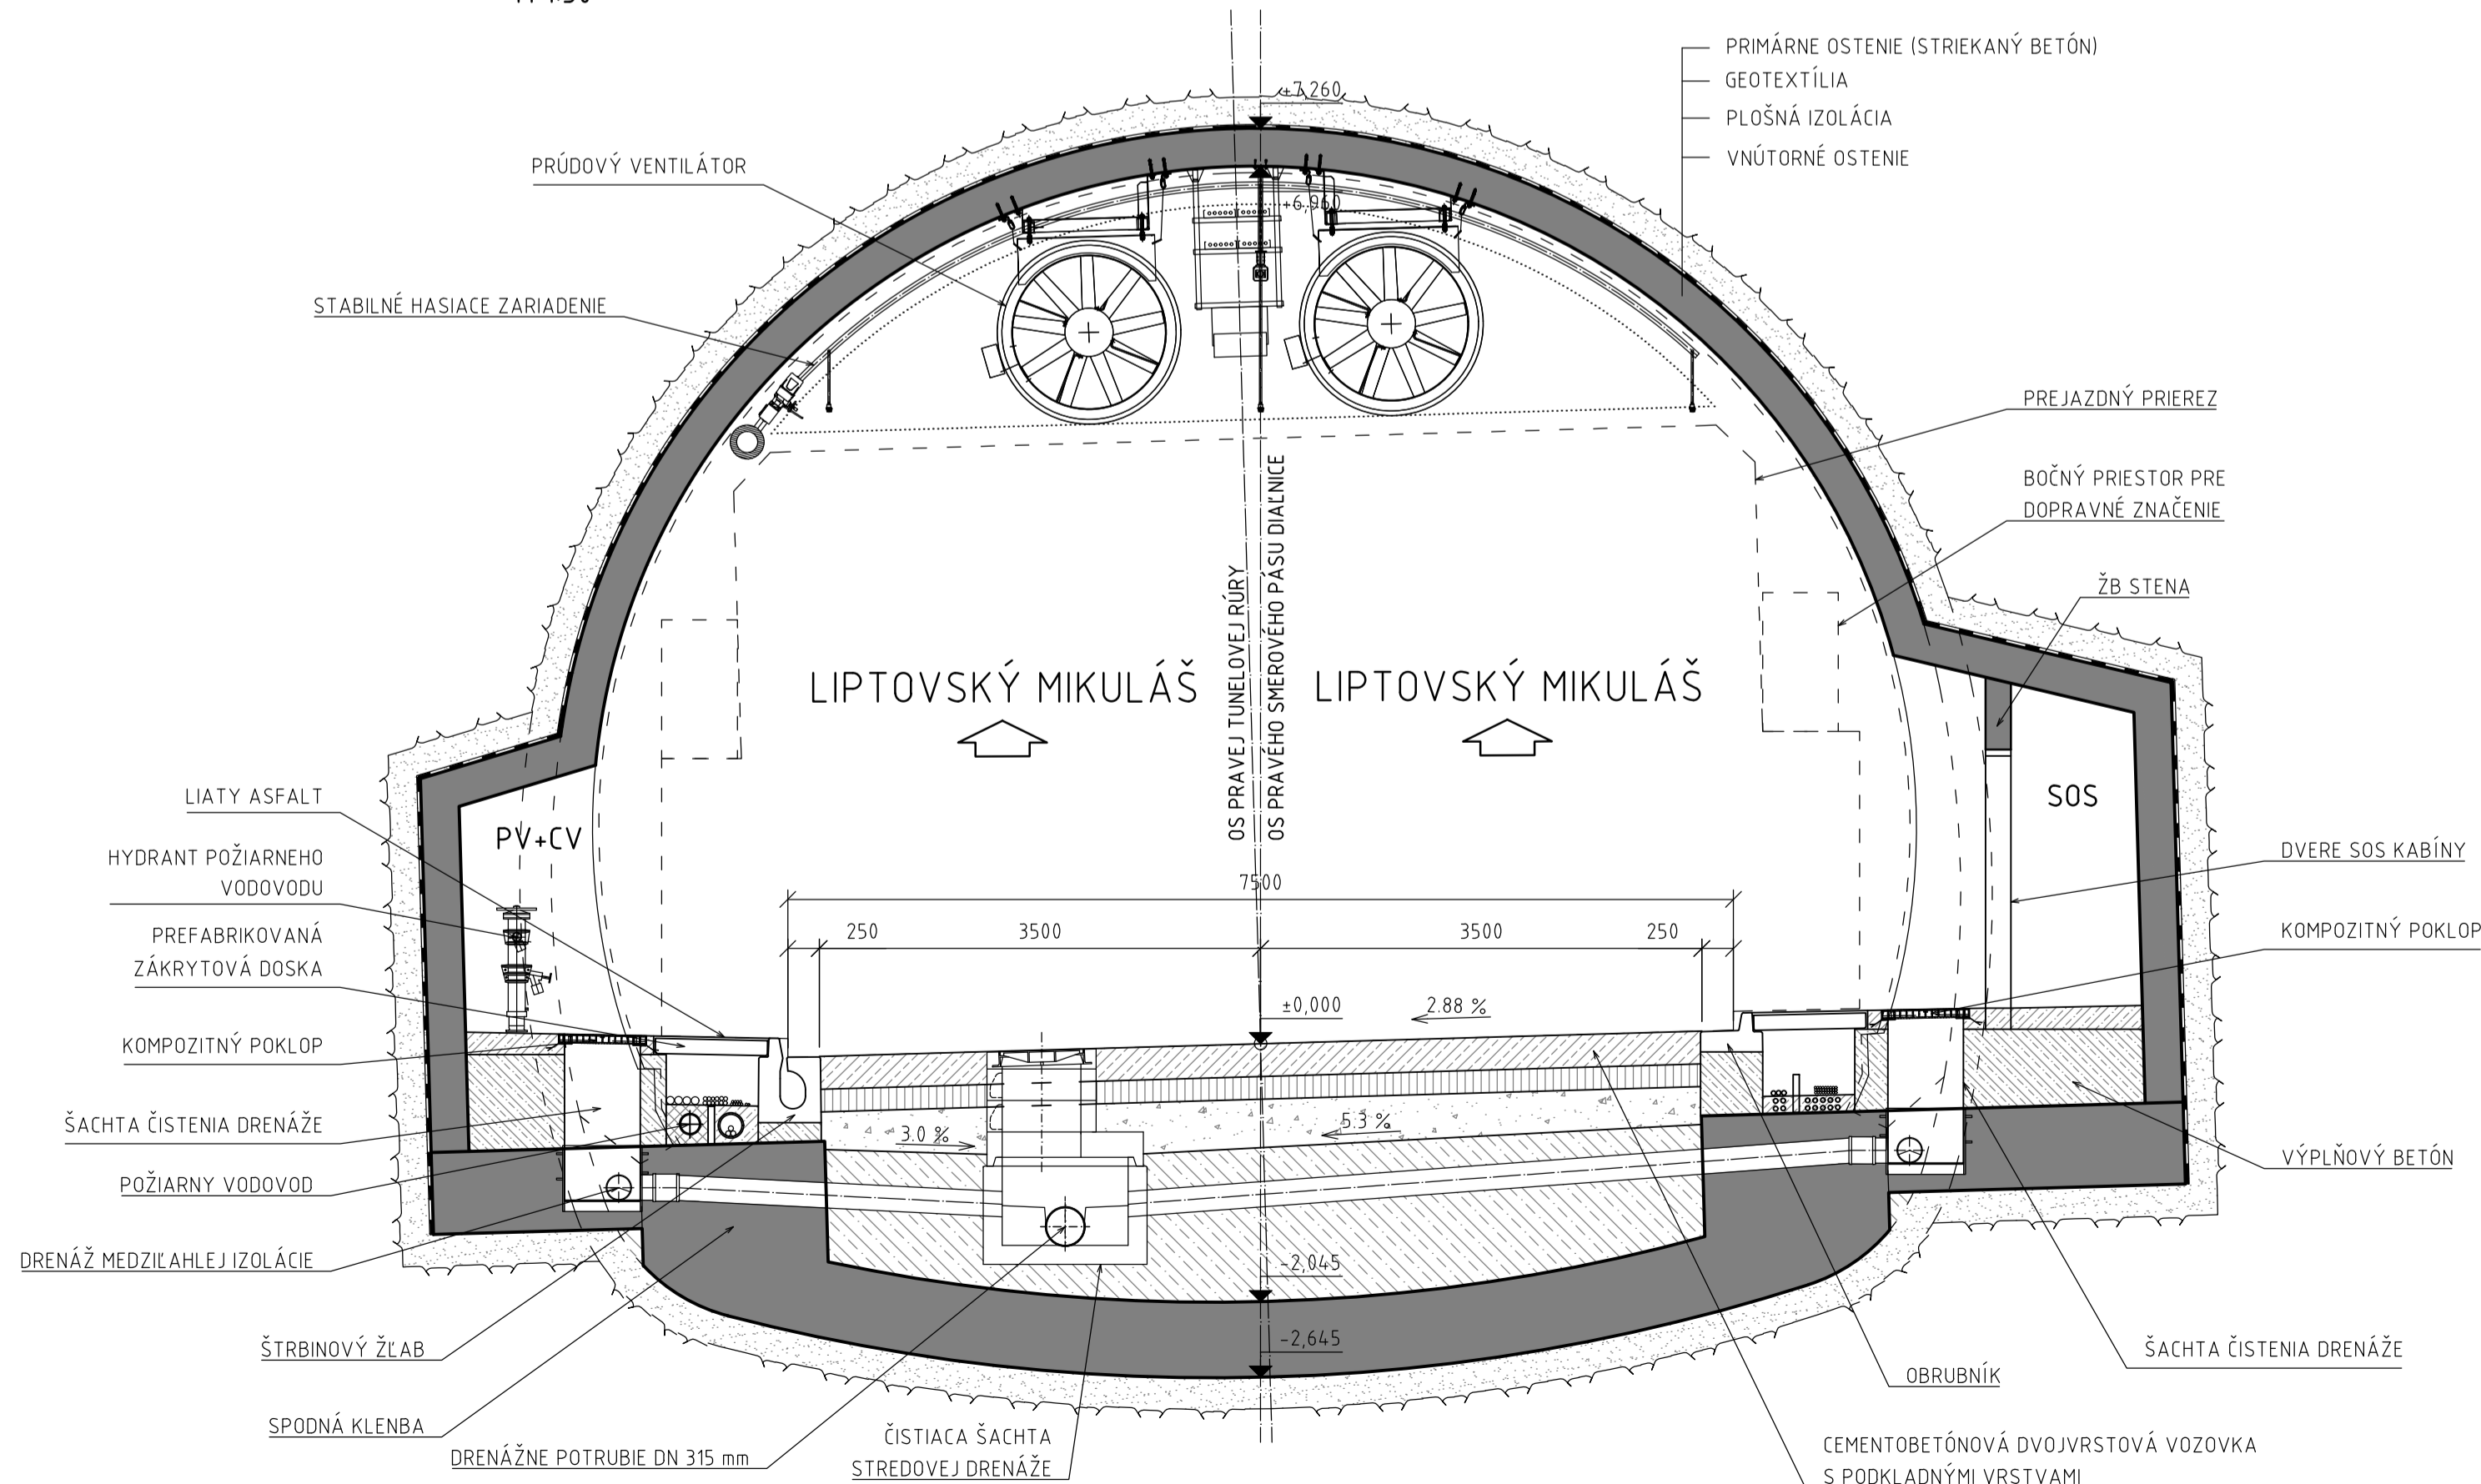 PRIMÁRNE OSTENIE (STRIEKANÝ BETÓN)
GEOTEXTÍLIA
PLOŠNÁ IZOLÁCIA
VNÚTORNÉ OSTENIE
+7,260
PRÚDOVÝ VENTILÁTOR
+6,960
STABILNÉ HASIACE ZARIADENIE
PREJAZDNÝ PRIEREZ
BOČNÝ PRIESTOR PRE
DOPRAVNÉ ZNAČENIE
ŽB STENA
OS PRAVEJ TUNELOVEJ RÚRY
OS PRAVÉHO SMEROVÉHO PÁSU DIAĽNICE
LIPTOVSKÝ MIKULÁŠ
LIPTOVSKÝ MIKULÁŠ
LIATY ASFALT
SOS
PV+CV
HYDRANT POŽIARNEHO
VODOVODU
DVERE SOS KABÍNY
7500
PREFABRIKOVANÁ
ZÁKRYTOVÁ DOSKA
250 3500 3500 250
KOMPOZITNÝ POKLOP
±0,000
2.88 %
KOMPOZITNÝ POKLOP
ŠACHTA ČISTENIA DRENÁŽE
3.0 %
5.3 %
VÝPLŇOVÝ BETÓN
POŽIARNY VODOVOD
DRENÁŽ MEDZIĽAHLEJ IZOLÁCIE
-2,045
ŠTRBINOVÝ ŽĽAB
-2,645
ŠACHTA ČISTENIA DRENÁŽE
OBRUBNÍK
SPODNÁ KLENBA
DRENÁŽNE POTRUBIE DN 315 mm
ČISTIACA ŠACHTA
STREDOVEJ DRENÁŽE
CEMENTOBETÓNOVÁ DVOJVRSTOVÁ VOZOVKA
S PODKLADNÝMI VRSTVAMI